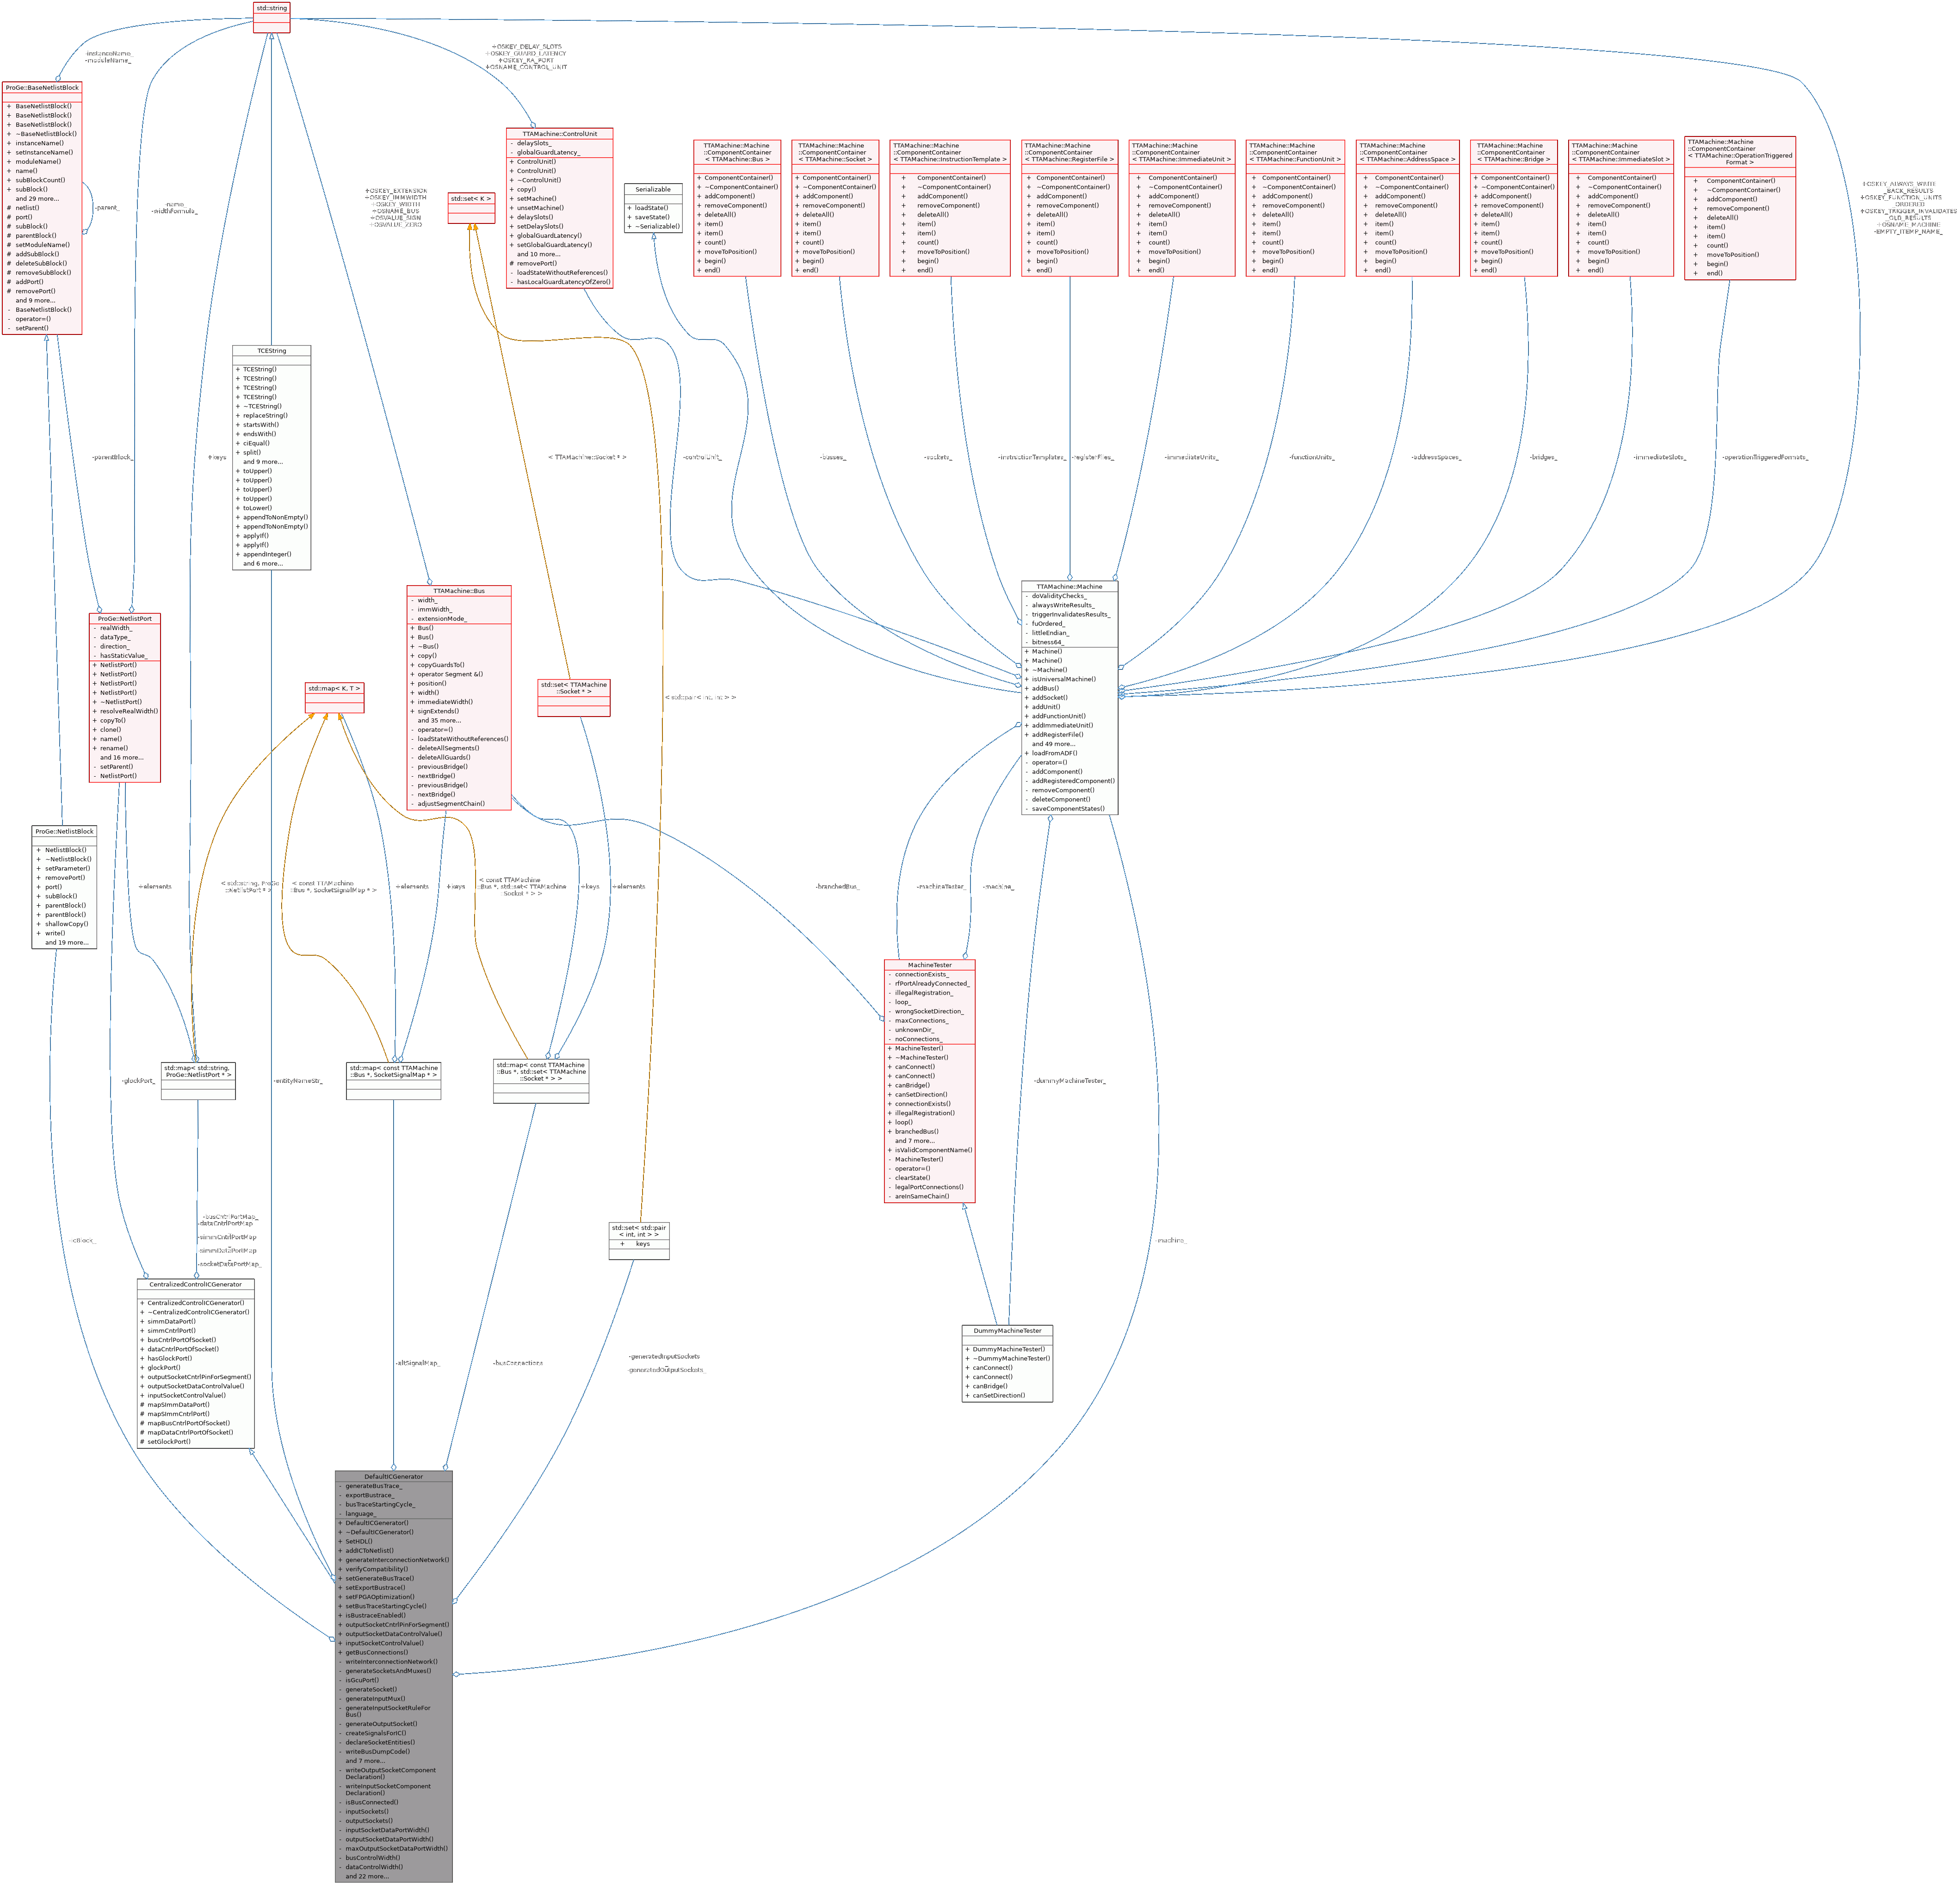 std::string
-instanceName_
-moduleName_
+OSKEY_DELAY_SLOTS
+OSKEY_GUARD_LATENCY
+OSKEY_RA_PORT
+OSNAME_CONTROL_UNIT
ProGe::BaseNetlistBlock
+ BaseNetlistBlock()
+ BaseNetlistBlock()
+ BaseNetlistBlock()
+ ~BaseNetlistBlock()
+ instanceName()
+ setInstanceName()
+ moduleName()
+ name()
+ subBlockCount()
+ subBlock()
and 29 more...
# netlist()
# port()
# subBlock()
# parentBlock()
# setModuleName()
# addSubBlock()
# deleteSubBlock()
# removeSubBlock()
# addPort()
# removePort()
and 9 more...
- BaseNetlistBlock()
- operator=()
- setParent()
-parent_
-name_
-widthFormula_
+OSKEY_EXTENSION
+OSKEY_IMMWIDTH
+OSKEY_WIDTH
+OSNAME_BUS
+OSVALUE_SIGN
+OSVALUE_ZERO
std::set< K >
TTAMachine::ControlUnit
- delaySlots_
- globalGuardLatency_
+ ControlUnit()
+ ControlUnit()
+ ~ControlUnit()
+ copy()
+ setMachine()
+ unsetMachine()
+ delaySlots()
+ setDelaySlots()
+ globalGuardLatency()
+ setGlobalGuardLatency()
and 10 more...
# removePort()
- loadStateWithoutReferences()
- hasLocalGuardLatencyOfZero()
Serializable
+ loadState()
+ saveState()
+ ~Serializable()
TTAMachine::Machine
::ComponentContainer
< TTAMachine::Bus >
+ ComponentContainer()
+ ~ComponentContainer()
+ addComponent()
+ removeComponent()
+ deleteAll()
+ item()
+ item()
+ count()
+ moveToPosition()
+ begin()
+ end()
TTAMachine::Machine
::ComponentContainer
< TTAMachine::Socket >
+ ComponentContainer()
+ ~ComponentContainer()
+ addComponent()
+ removeComponent()
+ deleteAll()
+ item()
+ item()
+ count()
+ moveToPosition()
+ begin()
+ end()
TTAMachine::Machine
::ComponentContainer
< TTAMachine::InstructionTemplate >
+ ComponentContainer()
+ ~ComponentContainer()
+ addComponent()
+ removeComponent()
+ deleteAll()
+ item()
+ item()
+ count()
+ moveToPosition()
+ begin()
+ end()
TTAMachine::Machine
::ComponentContainer
< TTAMachine::RegisterFile >
+ ComponentContainer()
+ ~ComponentContainer()
+ addComponent()
+ removeComponent()
+ deleteAll()
+ item()
+ item()
+ count()
+ moveToPosition()
+ begin()
+ end()
TTAMachine::Machine
::ComponentContainer
< TTAMachine::ImmediateUnit >
+ ComponentContainer()
+ ~ComponentContainer()
+ addComponent()
+ removeComponent()
+ deleteAll()
+ item()
+ item()
+ count()
+ moveToPosition()
+ begin()
+ end()
TTAMachine::Machine
::ComponentContainer
< TTAMachine::FunctionUnit >
+ ComponentContainer()
+ ~ComponentContainer()
+ addComponent()
+ removeComponent()
+ deleteAll()
+ item()
+ item()
+ count()
+ moveToPosition()
+ begin()
+ end()
TTAMachine::Machine
::ComponentContainer
< TTAMachine::AddressSpace >
+ ComponentContainer()
+ ~ComponentContainer()
+ addComponent()
+ removeComponent()
+ deleteAll()
+ item()
+ item()
+ count()
+ moveToPosition()
+ begin()
+ end()
TTAMachine::Machine
::ComponentContainer
< TTAMachine::Bridge >
+ ComponentContainer()
+ ~ComponentContainer()
+ addComponent()
+ removeComponent()
+ deleteAll()
+ item()
+ item()
+ count()
+ moveToPosition()
+ begin()
+ end()
TTAMachine::Machine
::ComponentContainer
< TTAMachine::ImmediateSlot >
+ ComponentContainer()
+ ~ComponentContainer()
+ addComponent()
+ removeComponent()
+ deleteAll()
+ item()
+ item()
+ count()
+ moveToPosition()
+ begin()
+ end()
TTAMachine::Machine
::ComponentContainer
< TTAMachine::OperationTriggered
Format >
+ ComponentContainer()
+ ~ComponentContainer()
+ addComponent()
+ removeComponent()
+ deleteAll()
+ item()
+ item()
+ count()
+ moveToPosition()
+ begin()
+ end()
+OSKEY_ALWAYS_WRITE
_BACK_RESULTS
+OSKEY_FUNCTION_UNITS
_ORDERED
+OSKEY_TRIGGER_INVALIDATES
_OLD_RESULTS
+OSNAME_MACHINE
-EMPTY_ITEMP_NAME_
TCEString
+ TCEString()
+ TCEString()
+ TCEString()
+ TCEString()
+ ~TCEString()
+ replaceString()
+ startsWith()
+ endsWith()
+ ciEqual()
+ split()
and 9 more...
+ toUpper()
+ toUpper()
+ toUpper()
+ toUpper()
+ toLower()
+ appendToNonEmpty()
+ appendToNonEmpty()
+ applyIf()
+ applyIf()
+ appendInteger()
and 6 more...
-parentBlock_
+keys
< TTAMachine::Socket * >
-controlUnit_
-busses_
-sockets_
-instructionTemplates_
-registerFiles_
-immediateUnits_
-functionUnits_
-addressSpaces_
-bridges_
-immediateSlots_
-operationTriggeredFormats_
ProGe::NetlistPort
- realWidth_
- dataType_
- direction_
- hasStaticValue_
+ NetlistPort()
+ NetlistPort()
+ NetlistPort()
+ NetlistPort()
+ ~NetlistPort()
+ resolveRealWidth()
+ copyTo()
+ clone()
+ name()
+ rename()
and 16 more...
- setParent()
- NetlistPort()
std::map< K, T >
TTAMachine::Bus
- width_
- immWidth_
- extensionMode_
+ Bus()
+ Bus()
+ ~Bus()
+ copy()
+ copyGuardsTo()
+ operator Segment &()
+ position()
+ width()
+ immediateWidth()
+ signExtends()
and 35 more...
- operator=()
- loadStateWithoutReferences()
- deleteAllSegments()
- deleteAllGuards()
- previousBridge()
- nextBridge()
- previousBridge()
- nextBridge()
- adjustSegmentChain()
std::set< TTAMachine
::Socket * >
< std::pair< int, int > >
TTAMachine::Machine
- doValidityChecks_
- alwaysWriteResults_
- triggerInvalidatesResults_
- fuOrdered_
- littleEndian_
- bitness64_
+ Machine()
+ Machine()
+ ~Machine()
+ isUniversalMachine()
+ addBus()
+ addSocket()
+ addUnit()
+ addFunctionUnit()
+ addImmediateUnit()
+ addRegisterFile()
and 49 more...
+ loadFromADF()
- operator=()
- addComponent()
- addRegisteredComponent()
- removeComponent()
- deleteComponent()
- saveComponentStates()
ProGe::NetlistBlock
+ NetlistBlock()
+ ~NetlistBlock()
+ setParameter()
+ removePort()
+ port()
+ subBlock()
+ parentBlock()
+ parentBlock()
+ shallowCopy()
+ write()
and 19 more...
+elements
< std::string, ProGe
::NetlistPort * >
< const TTAMachine
::Bus *, SocketSignalMap * >
+elements
+keys
< const TTAMachine
::Bus *, std::set< TTAMachine
::Socket * > >
+keys
+elements
-branchedBus_
-machineTester_
-machine_
MachineTester
- connectionExists_
- rfPortAlreadyConnected_
- illegalRegistration_
- loop_
- wrongSocketDirection_
- maxConnections_
- unknownDir_
- noConnections_
+ MachineTester()
+ ~MachineTester()
+ canConnect()
+ canConnect()
+ canBridge()
+ canSetDirection()
+ connectionExists()
+ illegalRegistration()
+ loop()
+ branchedBus()
and 7 more...
+ isValidComponentName()
- MachineTester()
- operator=()
- clearState()
- legalPortConnections()
- areInSameChain()
-glockPort_
std::map< std::string,
ProGe::NetlistPort * >
-entityNameStr_
std::map< const TTAMachine
::Bus *, SocketSignalMap * >
std::map< const TTAMachine
::Bus *, std::set< TTAMachine
::Socket * > >
-dummyMachineTester_
-icBlock_
-busCntrlPortMap_
-dataCntrlPortMap
_
-simmCntrlPortMap
_
-simmDataPortMap
_
-socketDataPortMap_
std::set< std::pair
< int, int > >
+ keys
-machine_
CentralizedControlICGenerator
+ CentralizedControlICGenerator()
+ ~CentralizedControlICGenerator()
+ simmDataPort()
+ simmCntrlPort()
+ busCntrlPortOfSocket()
+ dataCntrlPortOfSocket()
+ hasGlockPort()
+ glockPort()
+ outputSocketCntrlPinForSegment()
+ outputSocketDataControlValue()
+ inputSocketControlValue()
# mapSImmDataPort()
# mapSImmCntrlPort()
# mapBusCntrlPortOfSocket()
# mapDataCntrlPortOfSocket()
# setGlockPort()
-altSignalMap_
-busConnections
-generatedInputSockets
_
-generatedOutputSockets_
DummyMachineTester
+ DummyMachineTester()
+ ~DummyMachineTester()
+ canConnect()
+ canConnect()
+ canBridge()
+ canSetDirection()
DefaultICGenerator
- generateBusTrace_
- exportBustrace_
- busTraceStartingCycle_
- language_
+ DefaultICGenerator()
+ ~DefaultICGenerator()
+ SetHDL()
+ addICToNetlist()
+ generateInterconnectionNetwork()
+ verifyCompatibility()
+ setGenerateBusTrace()
+ setExportBustrace()
+ setFPGAOptimization()
+ setBusTraceStartingCycle()
+ isBustraceEnabled()
+ outputSocketCntrlPinForSegment()
+ outputSocketDataControlValue()
+ inputSocketControlValue()
+ getBusConnections()
- writeInterconnectionNetwork()
- generateSocketsAndMuxes()
- isGcuPort()
- generateSocket()
- generateInputMux()
- generateInputSocketRuleFor
Bus()
- generateOutputSocket()
- createSignalsForIC()
- declareSocketEntities()
- writeBusDumpCode()
and 7 more...
- writeOutputSocketComponent
Declaration()
- writeInputSocketComponent
Declaration()
- isBusConnected()
- inputSockets()
- outputSockets()
- inputSocketDataPortWidth()
- outputSocketDataPortWidth()
- maxOutputSocketDataPortWidth()
- busControlWidth()
- dataControlWidth()
and 22 more...